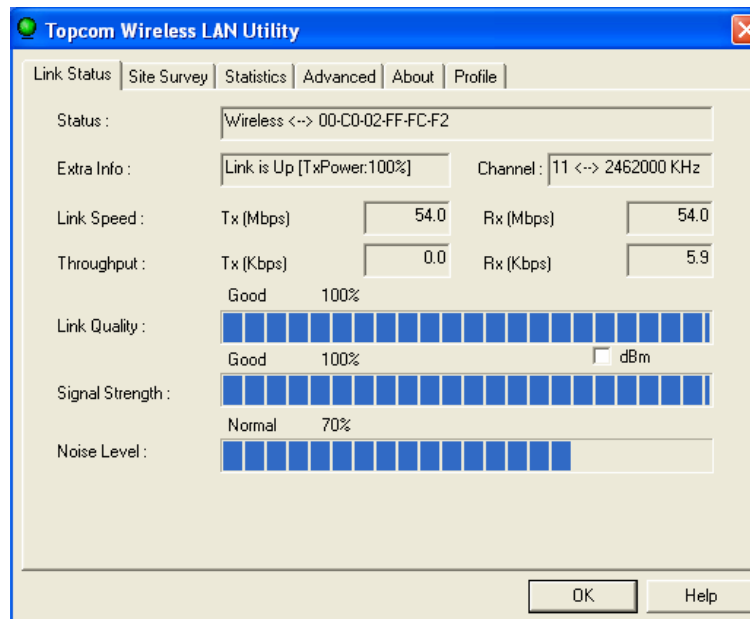 Topcom Wireless LAN Utility
Link Status Site Survey Statistics Advanced About Profile
Status : Wireless <--> 00-C0-02-FF-FC-F2
Extra Info : Link is Up [TxPower:100%] Channel : 11 <--> 2462000 KHz
Link Speed : Tx (Mbps) 54.0 Rx (Mbps) 54.0
Throughput : Tx (Kbps) 0.0 Rx (Kbps) 5.9
Good 100%
Link Quality :
Good 100% dBm
Signal Strength :
Normal 70%
Noise Level :
OK Help